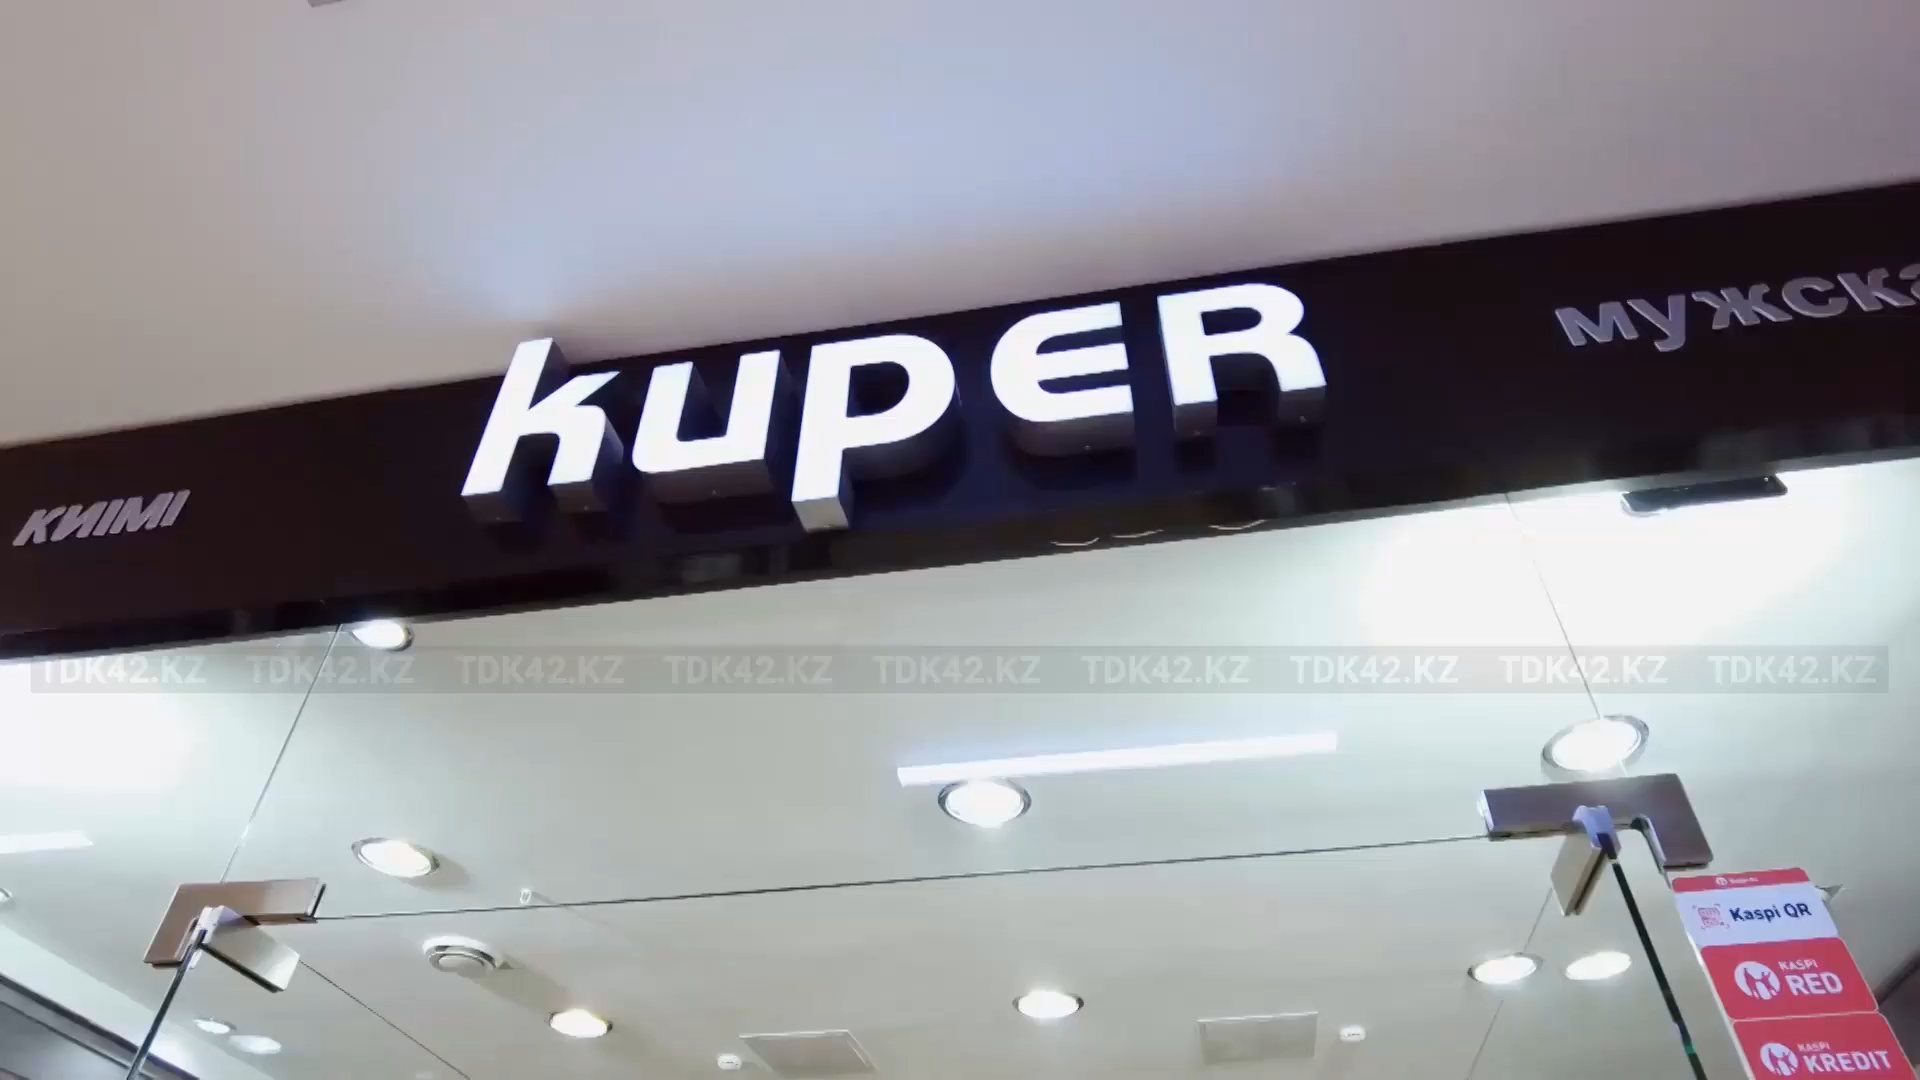 киімі
kuper
мужска
TDK42.KZ TDK42.KZ TDK42.KZ TDK42.KZ TDK42.KZ TDK42.KZ TDK42.KZ TDK42.KZ TDK42.KZ
Kaspi QR
KASPI
RED
KASPI
KREDIT